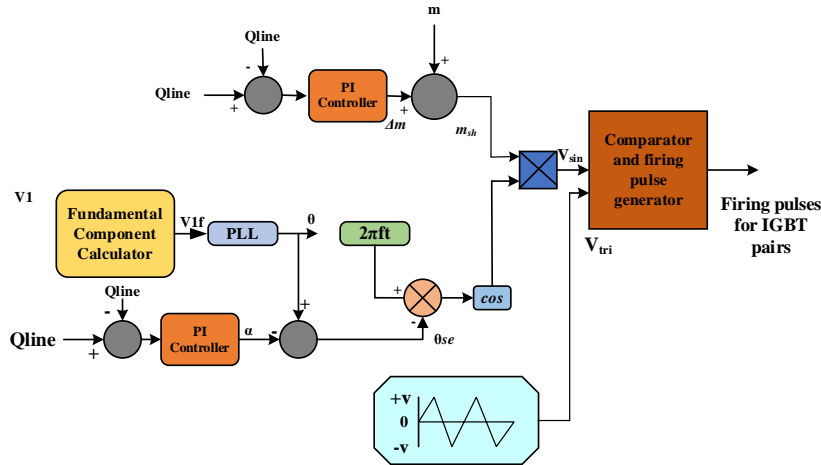 m
Qline
-
+
Qline
+
PI
Controller
Δm
+
m_sh
V_sin
Comparator
and firing
pulse
generator
Firing pulses
for IGBT
pairs
V_tri
V1
Fundamental
Component
Calculator
V1f
PLL
θ
2πft
+
-
cos
θse
Qline
-
Qline
+
PI
Controller
α
-
+
+v
0
-v